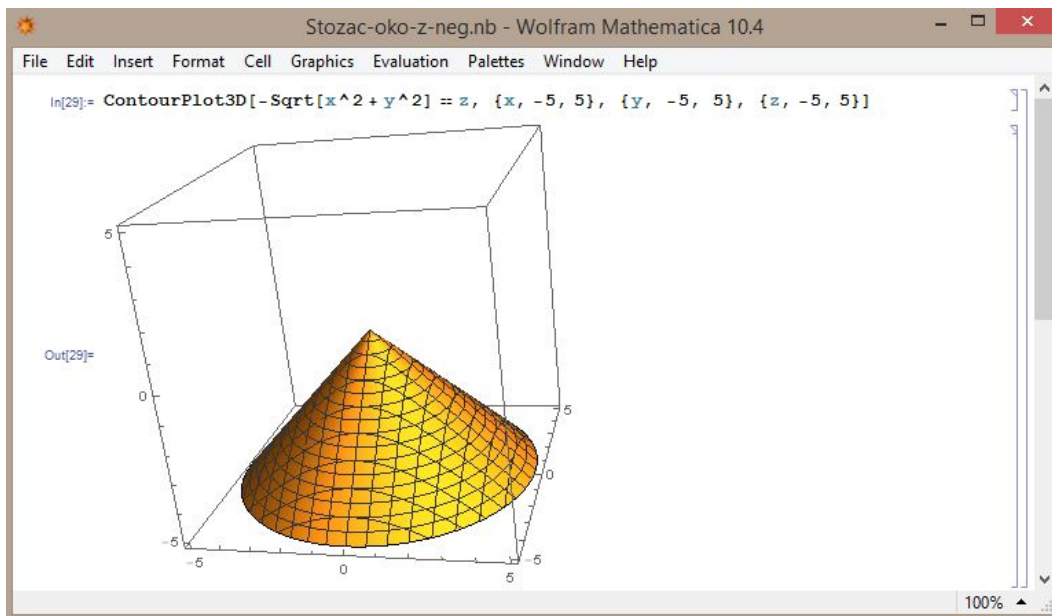 Stozac-oko-z-neg.nb - Wolfram Mathematica 10.4
File Edit Insert Format Cell Graphics Evaluation Palettes Window Help
In[29]:= ContourPlot3D[-Sqrt[x^2 + y^2] == z, {x, -5, 5}, {y, -5, 5}, {z, -5, 5}]
5
Out[29]=
0
5
0
-5
-5
-5
0
5
100%